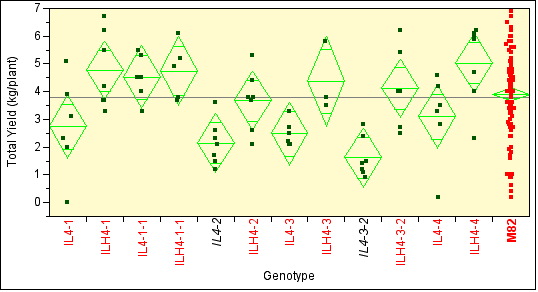 Total Yield (kg/plant)
7
6
5
4
3
2
1
0
IL4-1
ILH4-1
IL4-1-1
ILH4-1-1
IL4-2
ILH4-2
IL4-3
ILH4-3
IL4-3-2
ILH4-3-2
IL4-4
ILH4-4
M82
Genotype